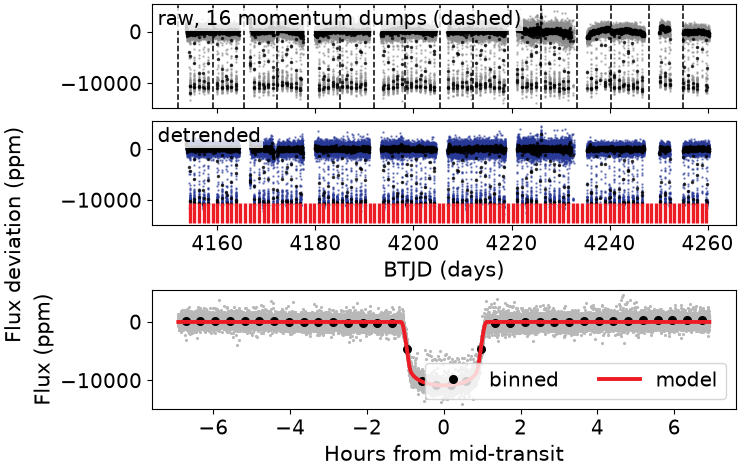 raw, 16 momentum dumps (dashed)
0
−10000
detrended
0
−10000
4160 4180 4200 4220 4240 4260
BTJD (days)
Flux deviation (ppm)
0
−10000
Flux (ppm)
binned model
−6 −4 −2 0 2 4 6
Hours from mid-transit